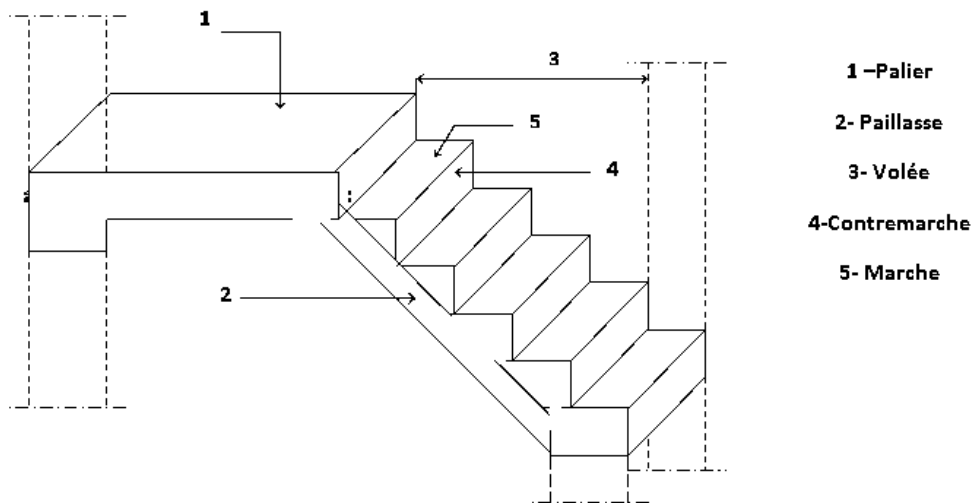 1
3
5
4
2
1 –Palier
2- Paillasse
3- Volée
4-Contremarche
5- Marche